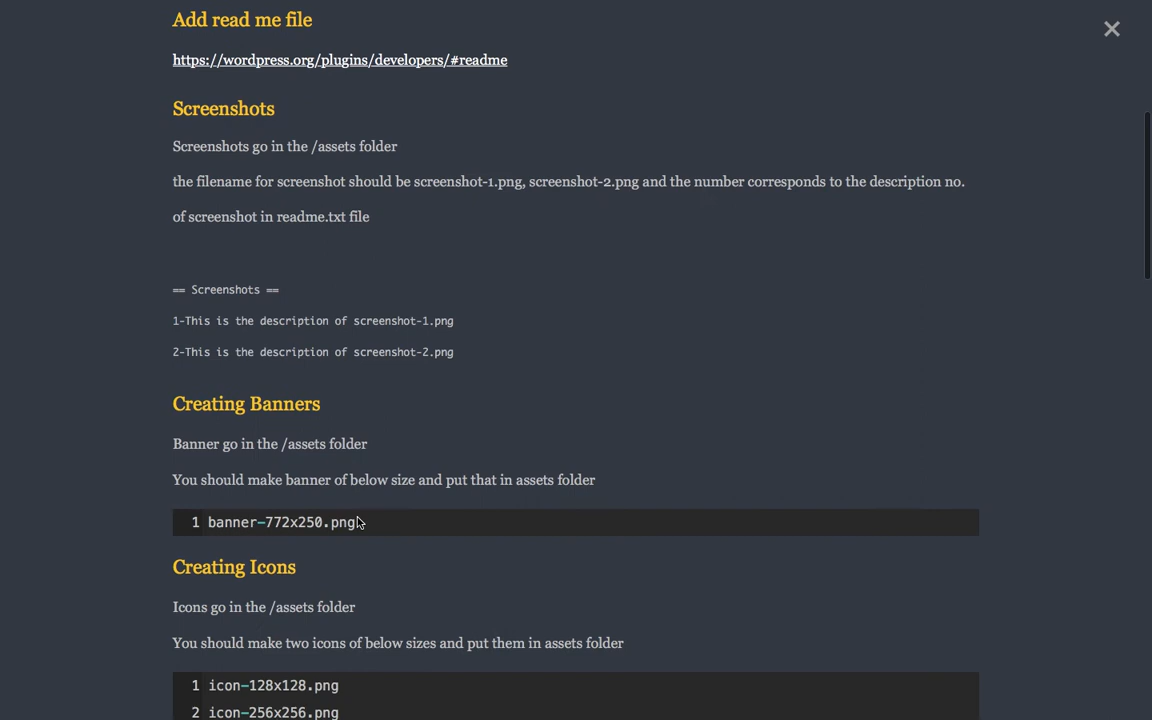 Add read me file
https://wordpress.org/plugins/developers/#readme
Screenshots
Screenshots go in the /assets folder
the filename for screenshot should be screenshot-1.png, screenshot-2.png and the number corresponds to the description no.
of screenshot in readme.txt file
== Screenshots ==
1-This is the description of screenshot-1.png
2-This is the description of screenshot-2.png
Creating Banners
Banner go in the /assets folder
You should make banner of below size and put that in assets folder
1 banner-772x250.png
Creating Icons
Icons go in the /assets folder
You should make two icons of below sizes and put them in assets folder
1 icon-128x128.png
2 icon-256x256.png